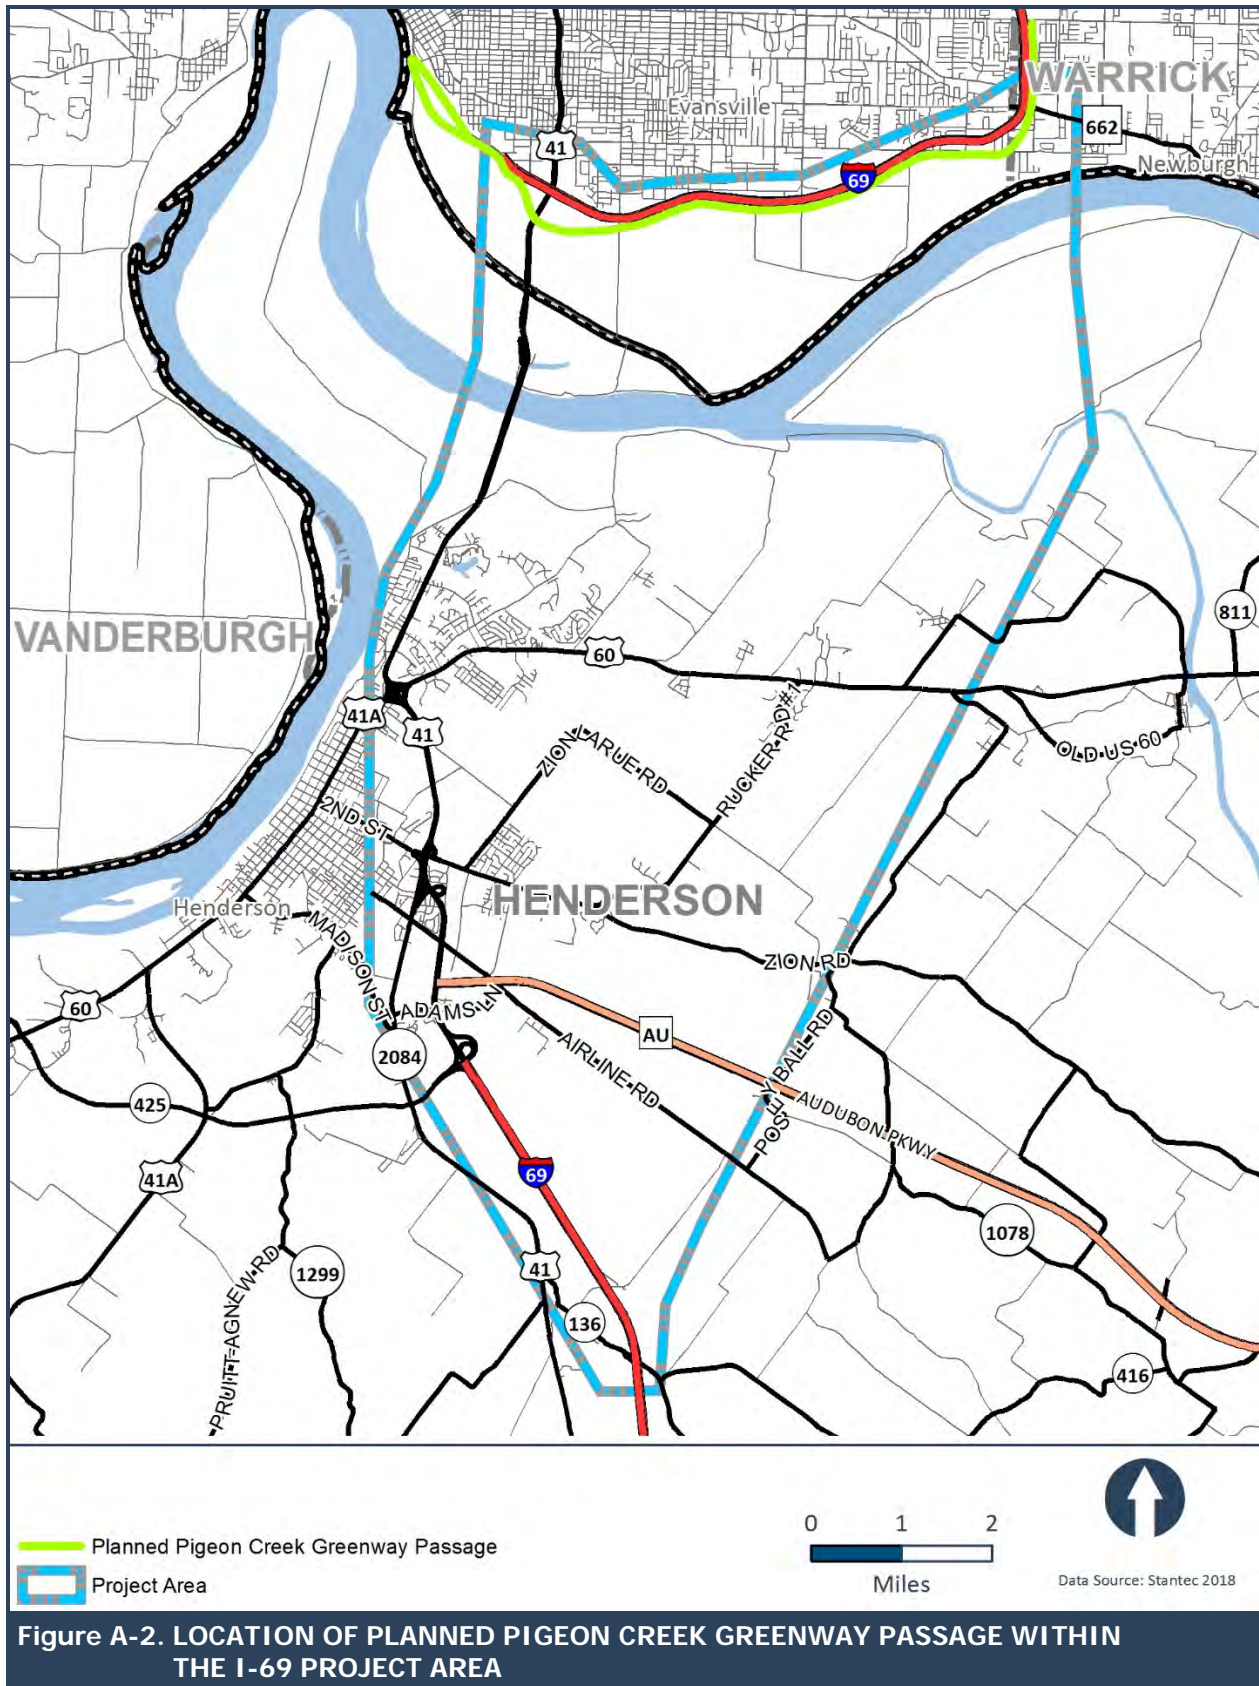 WARRICK
Evansville
662
41
Newburgh
69
VANDERBURGH
811
60
41A
41
RUCKER RD #1
ZION LARUE RD
OLD US 60
2ND ST
HENDERSON
Henderson
MADISON ST
ZION RD
60
ADAMS LN
AU
POSEY BALL RD
2084
AIRLINE RD
425
AUDUBON PKWY
41A
69
1078
41
1299
PRUITT-AGNEW RD
136
416
0 1 2
Miles
Planned Pigeon Creek Greenway Passage
Project Area
Data Source: Stantec 2018
Figure A-2. LOCATION OF PLANNED PIGEON CREEK GREENWAY PASSAGE WITHIN
THE I-69 PROJECT AREA